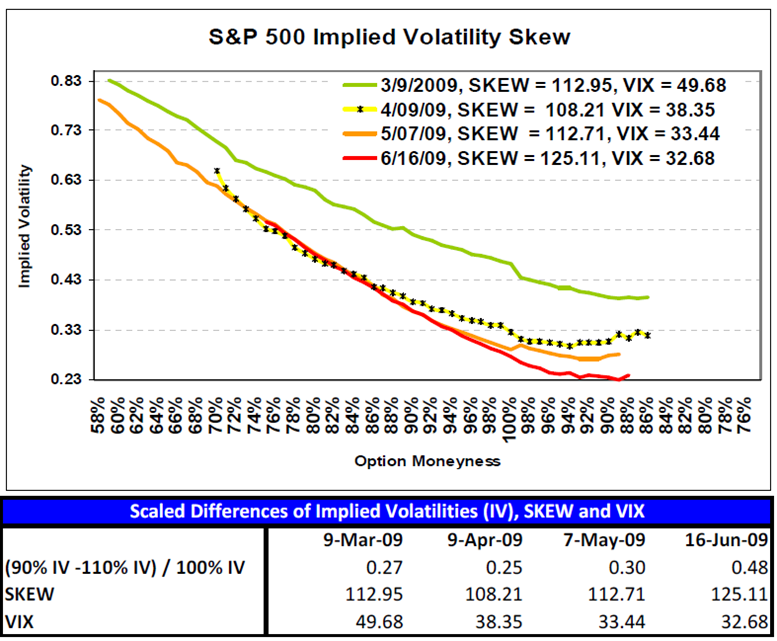 S&P 500 Implied Volatility Skew
3/9/2009, SKEW = 112.95, VIX = 49.68
4/09/09, SKEW = 108.21 VIX = 38.35
5/07/09, SKEW = 112.71, VIX = 33.44
6/16/09, SKEW = 125.11, VIX = 32.68
Implied Volatility
0.83
0.73
0.63
0.53
0.43
0.33
0.23
58% 60% 62% 64% 66% 68% 70% 72% 74% 76% 78% 80% 82% 84% 86% 88% 90% 92% 94% 96% 98% 100% 98% 96% 94% 92% 90% 88% 86% 84% 82% 80% 78% 76%
Option Moneyness
Scaled Differences of Implied Volatilities (IV), SKEW and VIX
9-Mar-09 9-Apr-09 7-May-09 16-Jun-09
(90% IV -110% IV) / 100% IV 0.27 0.25 0.30 0.48
SKEW 112.95 108.21 112.71 125.11
VIX 49.68 38.35 33.44 32.68